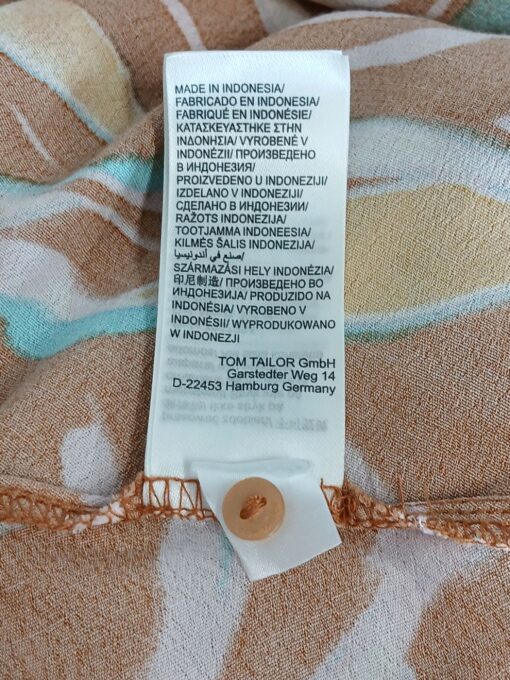 MADE IN INDONESIA/
FABRICADO EN INDONESIA/
FABRIQUÉ EN INDONÉSIE/
ΚΑΤΑΣΚΕΥΑΣΤΗΚΕ ΣΤΗΝ
ΙΝΔΟΝΗΣΙΑ/ VYROBENÉ V
INDONÉZII/ ПРОИЗВЕДЕНО
В ИНДОНЕЗИЯ/
PROIZVEDENO U INDONEZIJI/
IZDELANO V INDONEZIJI/
СДЕЛАНО В ИНДОНЕЗИИ/
RAŽOTS INDONEZIJA/
TOOTJAMMA INDONEESIA/
KILMĖS ŠALIS INDONEZIJA/
صنع في أندونيسيا/
SZÁRMAZÁSI HELY INDONÉZIA/
印尼制造/ ПРОИЗВЕДЕНО ВО
ИНДОНЕЗИЈА/ PRODUZIDO NA
INDONÉSIA/ VYROBENO V
INDONÉSII/ WYPRODUKOWANO
W INDONEZJI
TOM TAILOR GmbH
Garstedter Weg 14
D-22453 Hamburg Germany